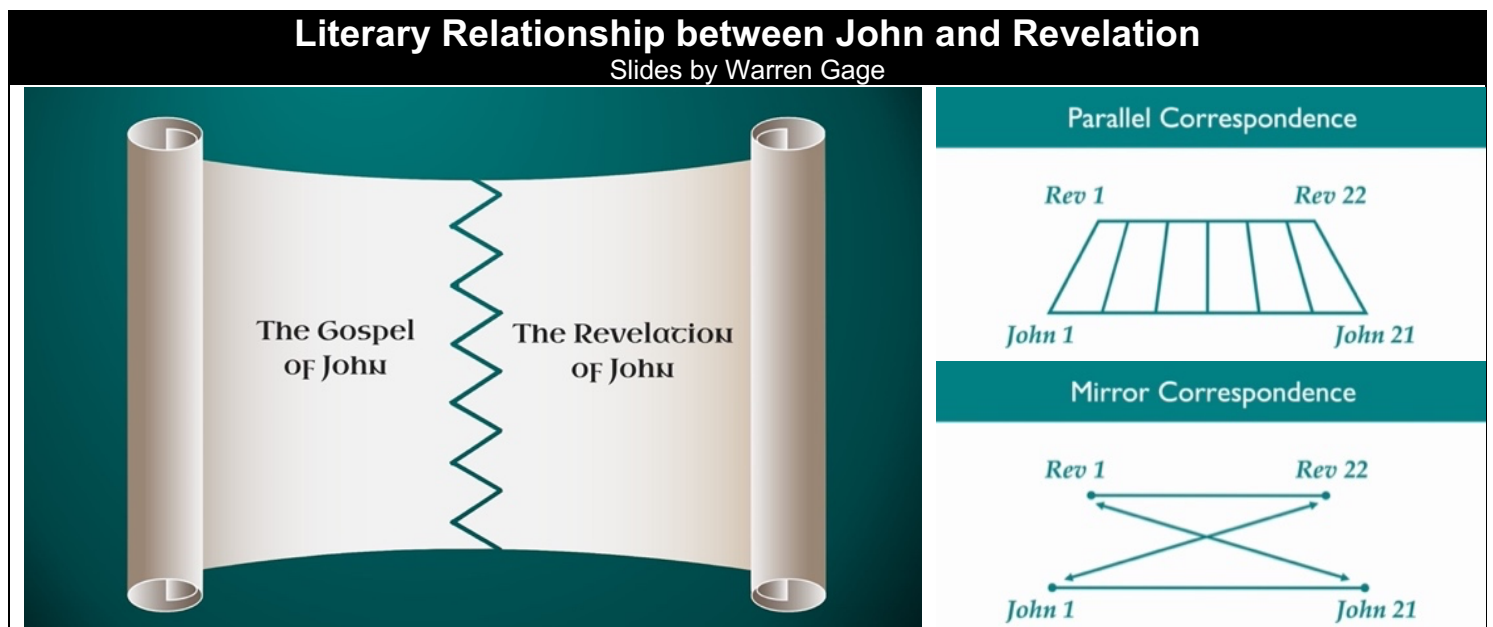 Literary Relationship between John and Revelation
Slides by Warren Gage
The Gospel
of John
The Revelation
of John
Parallel Correspondence
Rev 1
Rev 22
John 1
John 21
Mirror Correspondence
Rev 1
Rev 22
John 1
John 21